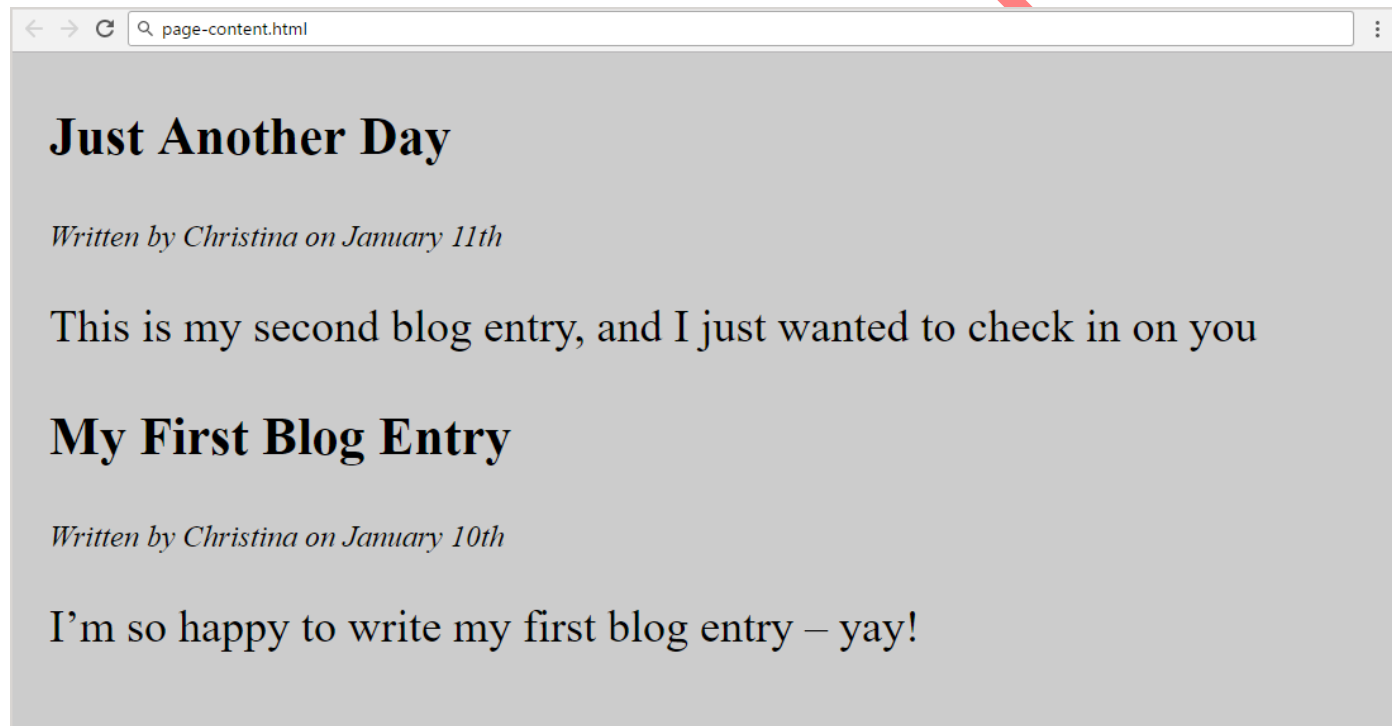 page-content.html
Just Another Day
Written by Christina on January 11th
This is my second blog entry, and I just wanted to check in on you
My First Blog Entry
Written by Christina on January 10th
I’m so happy to write my first blog entry – yay!